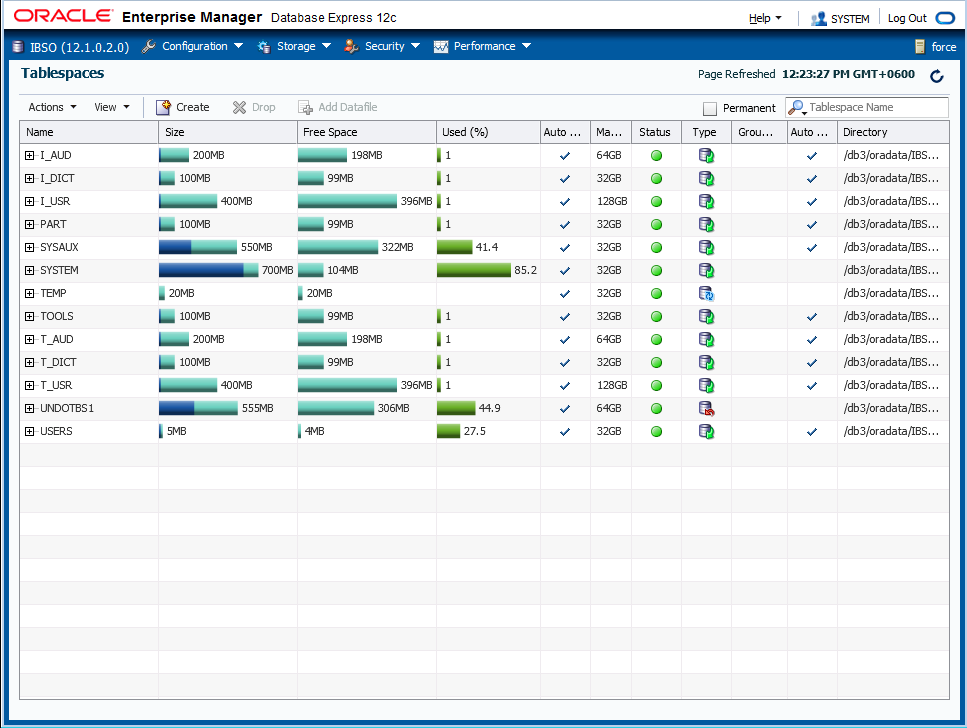 ORACLE Enterprise Manager Database Express 12c Help SYSTEM Log Out
IBSO (12.1.0.2.0) Configuration Storage Security Performance force
Tablespaces Page Refreshed 12:23:27 PM GMT+0600
Actions View Create Drop Add Datafile Permanent Tablespace Name
Name Size Free Space Used (%) Auto ... Ma... Status Type Grou... Auto ... Directory
I_AUD 200MB 198MB 1 64GB /db3/oradata/IBS...
I_DICT 100MB 99MB 1 32GB /db3/oradata/IBS...
I_USR 400MB 396MB 1 128GB /db3/oradata/IBS...
PART 100MB 99MB 1 32GB /db3/oradata/IBS...
SYSAUX 550MB 322MB 41.4 32GB /db3/oradata/IBS...
SYSTEM 700MB 104MB 85.2 32GB /db3/oradata/IBS...
TEMP 20MB 20MB 32GB /db3/oradata/IBS...
TOOLS 100MB 99MB 1 32GB /db3/oradata/IBS...
T_AUD 200MB 198MB 1 64GB /db3/oradata/IBS...
T_DICT 100MB 99MB 1 32GB /db3/oradata/IBS...
T_USR 400MB 396MB 1 128GB /db3/oradata/IBS...
UNDOTBS1 555MB 306MB 44.9 64GB /db3/oradata/IBS...
USERS 5MB 4MB 27.5 32GB /db3/oradata/IBS...